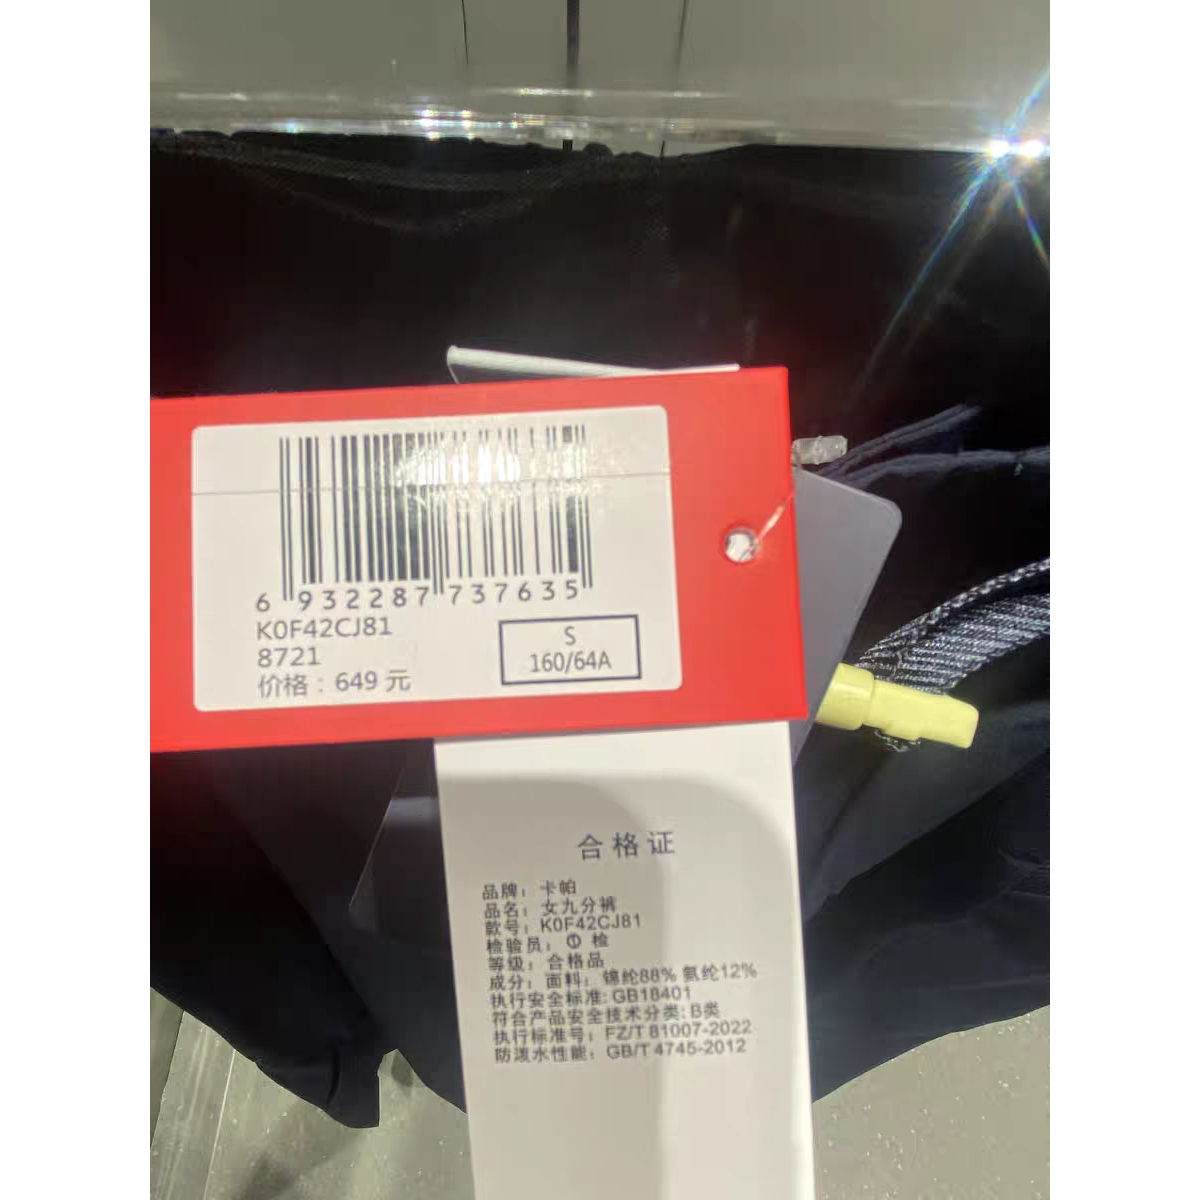 6 932287 737635
K0F42CJ81
8721
价格：649 元
S
160/64A
合格证
品牌：卡帕
品名：女九分裤
款号：K0F42CJ81
检验员：① 检
等级：合格品
成分：面料：锦纶88% 氨纶12%
执行安全标准：GB18401
符合产品安全技术分类：B类
执行标准号：FZ/T 81007-2022
防泼水性能：GB/T 4745-2012